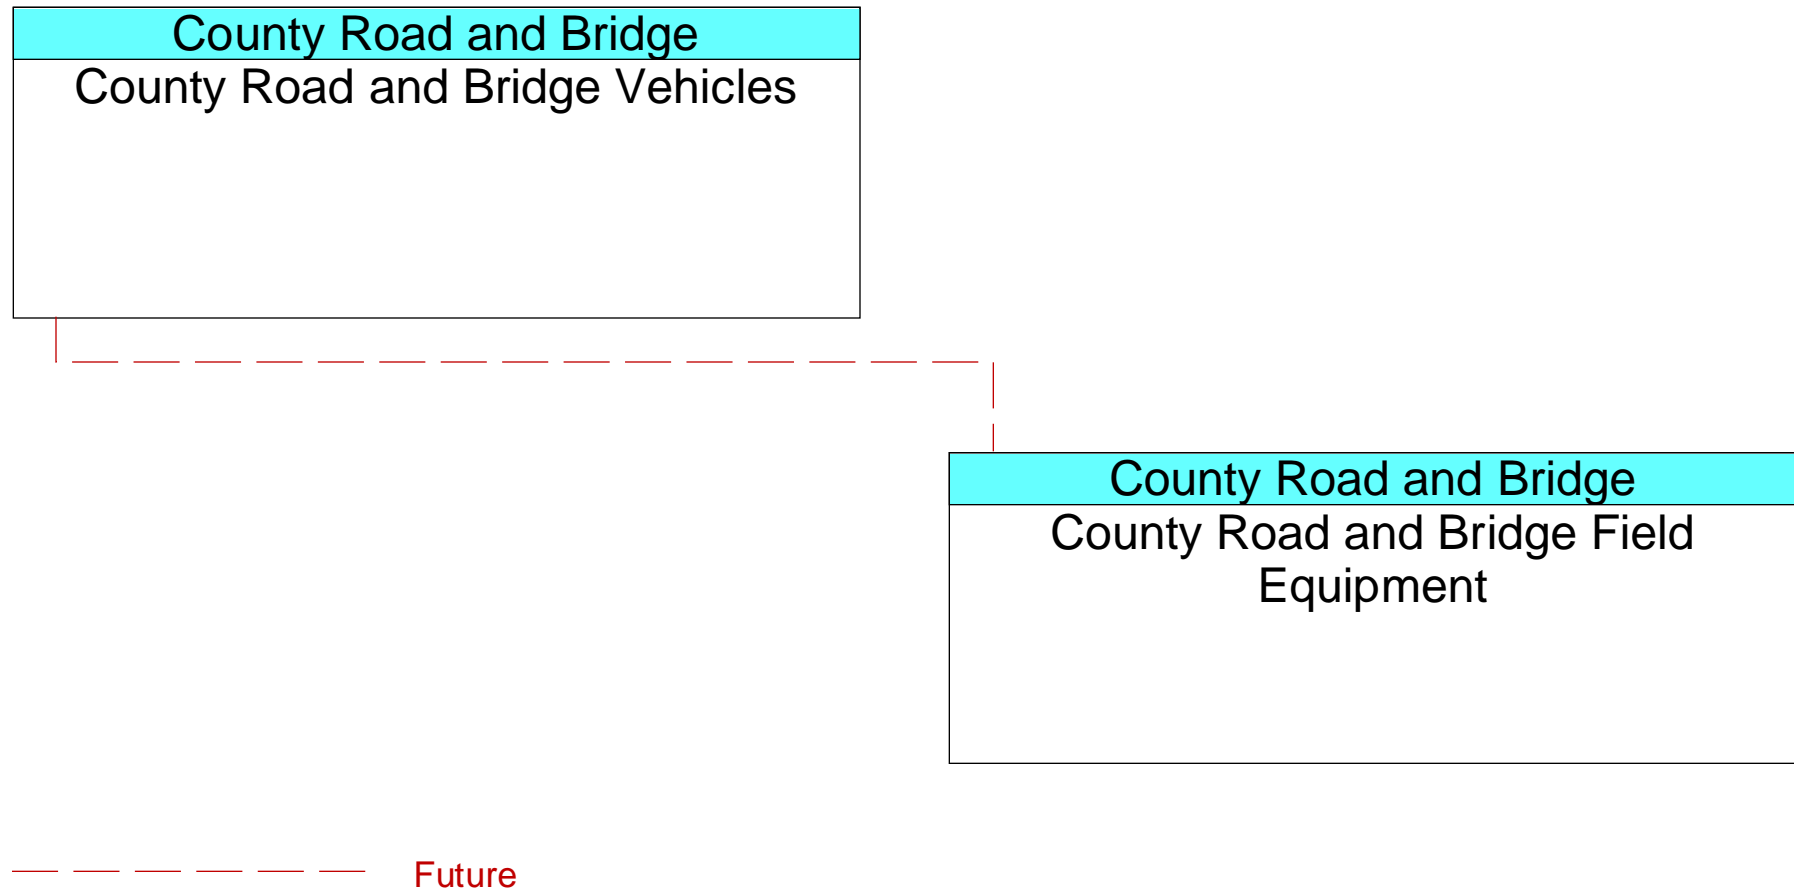 County Road and Bridge
County Road and Bridge Vehicles
County Road and Bridge
County Road and Bridge Field
Equipment
Future